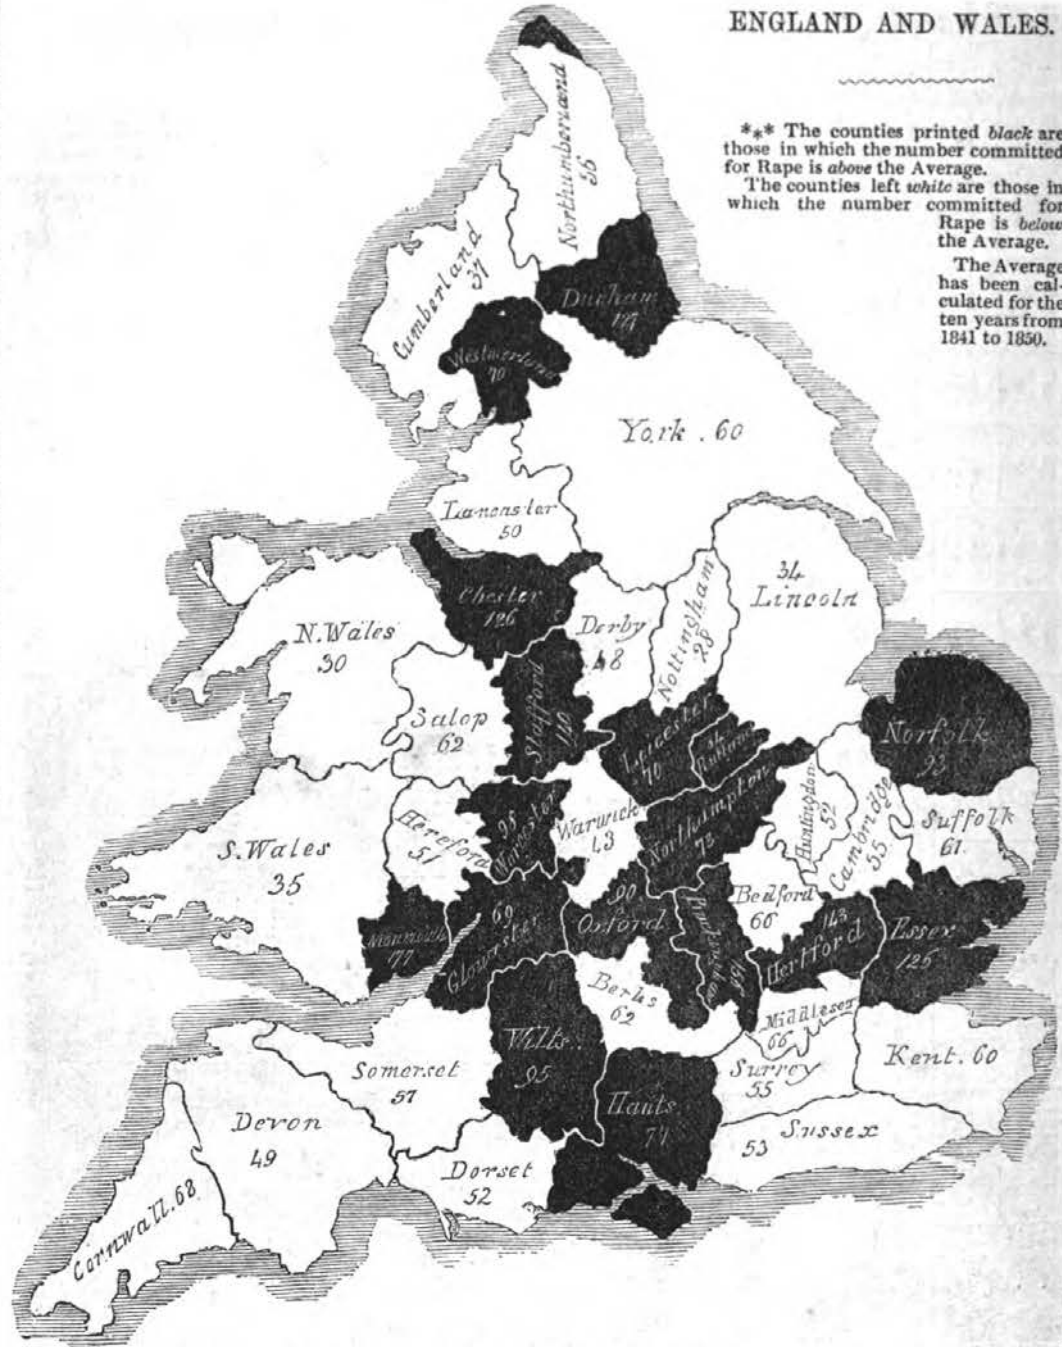 ENGLAND AND WALES.
*** The counties printed black are
those in which the number committed
for Rape is above the Average.
The counties left white are those in
which the number committed for
Rape is below
the Average.
The Average
has been cal-
culated for the
ten years from
1841 to 1850.
Northumberland
56
Cumberland
37
Durham
Westmorland
70
York . 60
Lancaster
50
Chester
126
Derby
48
Nottingham
28
34
Lincoln
N. Wales
30
Salop
62
Stafford
Leicester
70
Rutland
Norfolk
93
Northampton
Huntingdon
52
Cambridge
55
Suffolk
61
Hereford
51
98
Worcester
Warwick
43
S. Wales
35
Monmouth
77
69
Gloucester
90
Oxford
Bedford
66
143
Hertford
Essex
Berks
62
Middlesex
66
Wilts
95
Somerset
57
Hants
Surrey
55
Kent. 60
Sussex
53
Devon
49
Dorset
52
Cornwall. 68